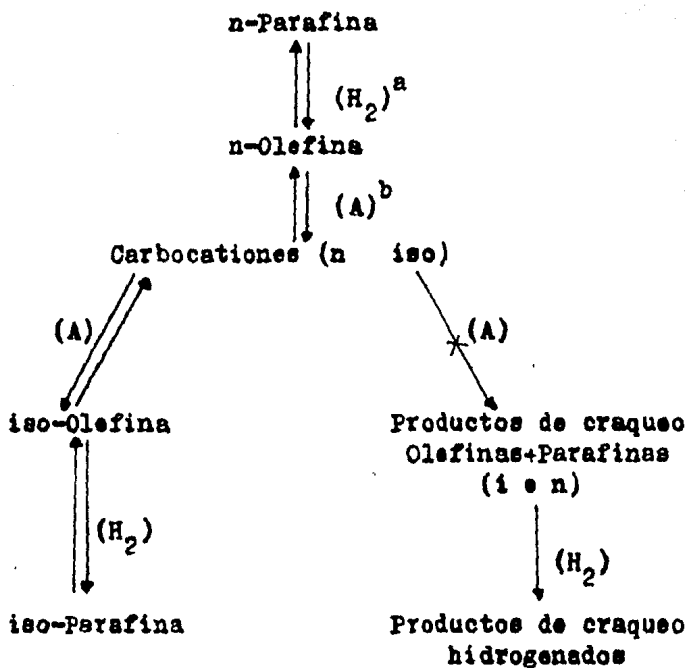 n-Parafina
(H₂)ᵃ
n-Olefina
(A)ᵇ
Carbocationes (n iso)
(A)
(A)
iso-Olefina
Productos de craqueo
Olefinas+Parafinas
(i e n)
(H₂)
(H₂)
iso-Parafina
Productos de craqueo
hidrogenados